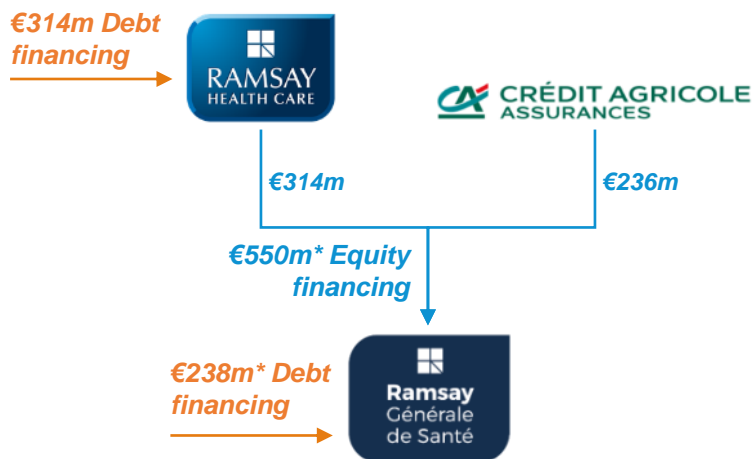 €314m Debt
financing
RAMSAY
HEALTH CARE
CRÉDIT AGRICOLE
ASSURANCES
€314m
€236m
€550m* Equity
financing
€238m* Debt
financing
Ramsay
Générale
de Santé